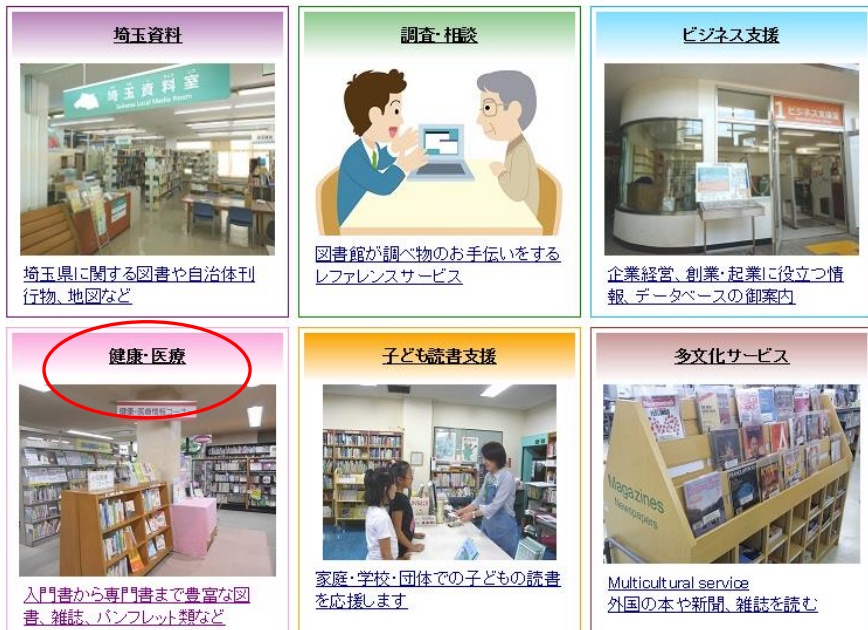 埼玉資料
調査・相談
ビジネス支援
埼玉資料室
Saitama Local Media Room
1 ビジネス支援室
埼玉県に関する図書や自治体刊
行物、地図など
図書館が調べ物のお手伝いをする
レファレンスサービス
企業経営、創業・起業に役立つ情
報、データベースの御案内
健康・医療
子ども読書支援
多文化サービス
健康・医療情報コーナー
Magazines
Newspapers
入門書から専門書まで豊富な図
書、雑誌、パンフレット類など
家庭・学校・団体での子どもの読書
を応援します
Multicultural service
外国の本や新聞、雑誌を読む